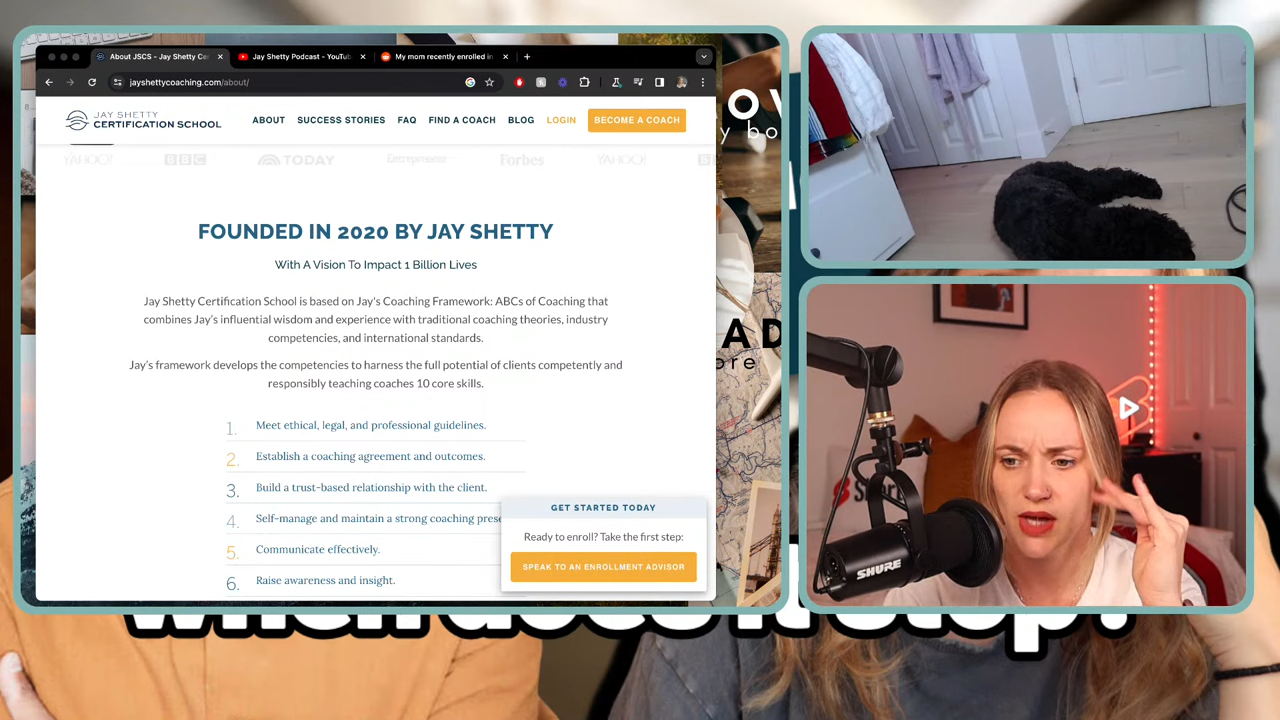 About JSCS - Jay Shetty Cer
Jay Shetty Podcast - YouTub
My mom recently enrolled in
jayshettycoaching.com/about/
JAY SHETTY
CERTIFICATION SCHOOL
ABOUT
SUCCESS STORIES
FAQ
FIND A COACH
BLOG
LOGIN
BECOME A COACH
YAHOO!
BBC
TODAY
Entrepreneur
Forbes
YAHOO!
FOUNDED IN 2020 BY JAY SHETTY
With A Vision To Impact 1 Billion Lives
Jay Shetty Certification School is based on Jay's Coaching Framework: ABCs of Coaching that
combines Jay's influential wisdom and experience with traditional coaching theories, industry
competencies, and international standards.
Jay's framework develops the competencies to harness the full potential of clients competently and
responsibly teaching coaches 10 core skills.
1. Meet ethical, legal, and professional guidelines.
2. Establish a coaching agreement and outcomes.
3. Build a trust-based relationship with the client.
4. Self-manage and maintain a strong coaching prese
5. Communicate effectively.
6. Raise awareness and insight.
GET STARTED TODAY
Ready to enroll? Take the first step:
SPEAK TO AN ENROLLMENT ADVISOR
SHURE
when does it stop?